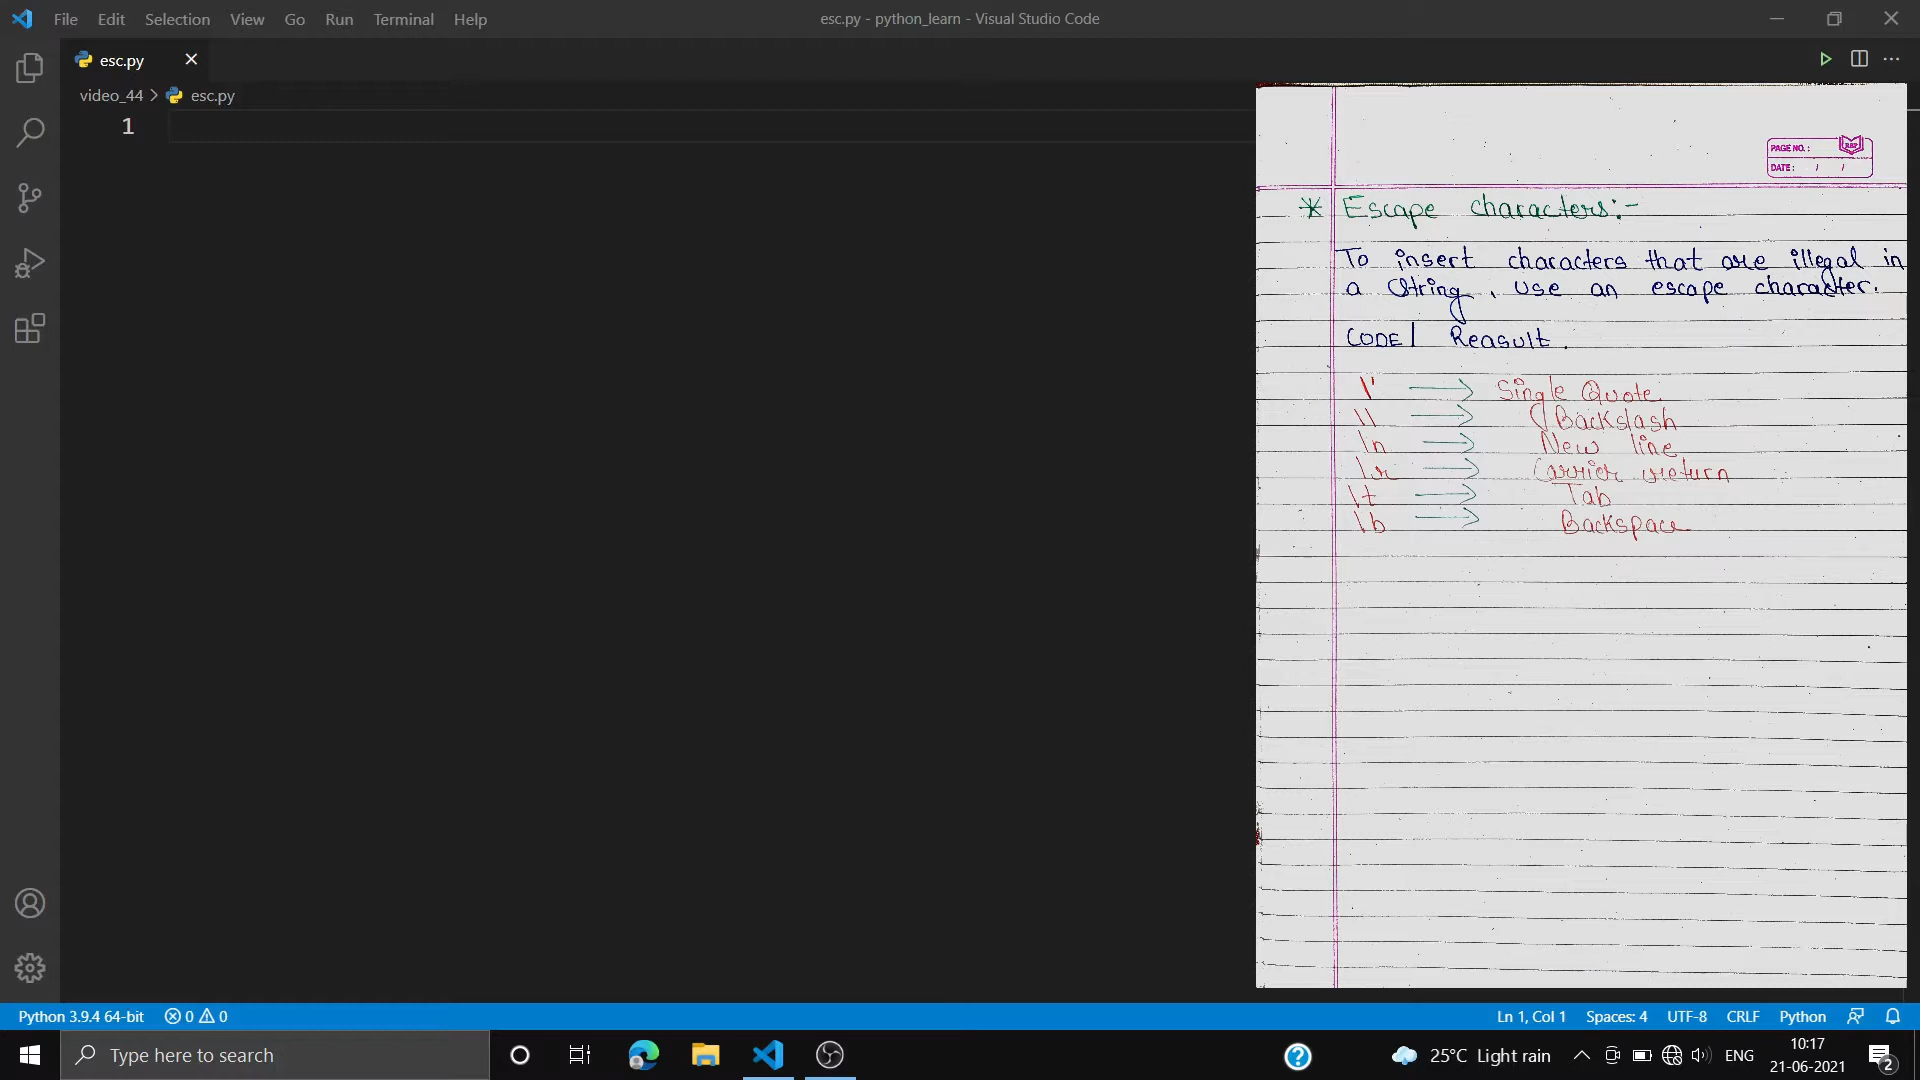 File Edit Selection View Go Run Terminal Help
esc.py - python_learn - Visual Studio Code
esc.py
video_44 > esc.py
1
PAGE NO. :
DATE : / /
* Escape characters:-
To insert characters that are illegal in
a String, use an escape character.
CODE| Reasult.
\' → Single Quote
\\ → Backslash
\n → New line
\r → Carrier return
\t → Tab
\b → Backspace
Python 3.9.4 64-bit 0 0
Ln 1, Col 1 Spaces: 4 UTF-8 CRLF Python
Type here to search
25°C Light rain ENG
10:17
21-06-2021
2